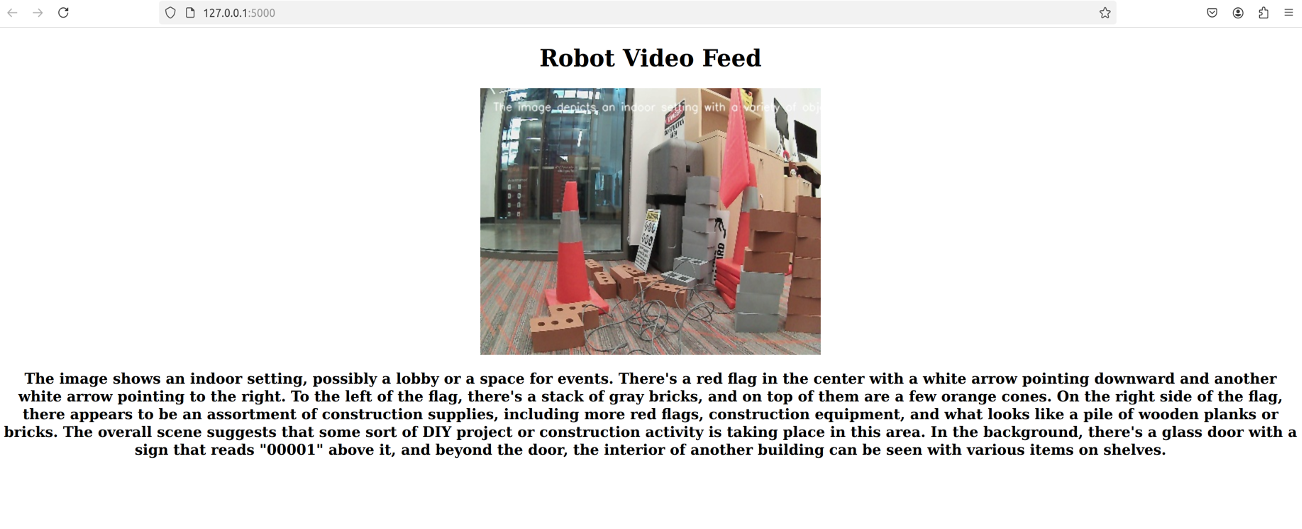 127.0.0.1:5000
Robot Video Feed
The image depicts an indoor setting with a variety of obj
The image shows an indoor setting, possibly a lobby or a space for events. There's a red flag in the center with a white arrow pointing downward and another
white arrow pointing to the right. To the left of the flag, there's a stack of gray bricks, and on top of them are a few orange cones. On the right side of the flag,
there appears to be an assortment of construction supplies, including more red flags, construction equipment, and what looks like a pile of wooden planks or
bricks. The overall scene suggests that some sort of DIY project or construction activity is taking place in this area. In the background, there's a glass door with a
sign that reads "00001" above it, and beyond the door, the interior of another building can be seen with various items on shelves.